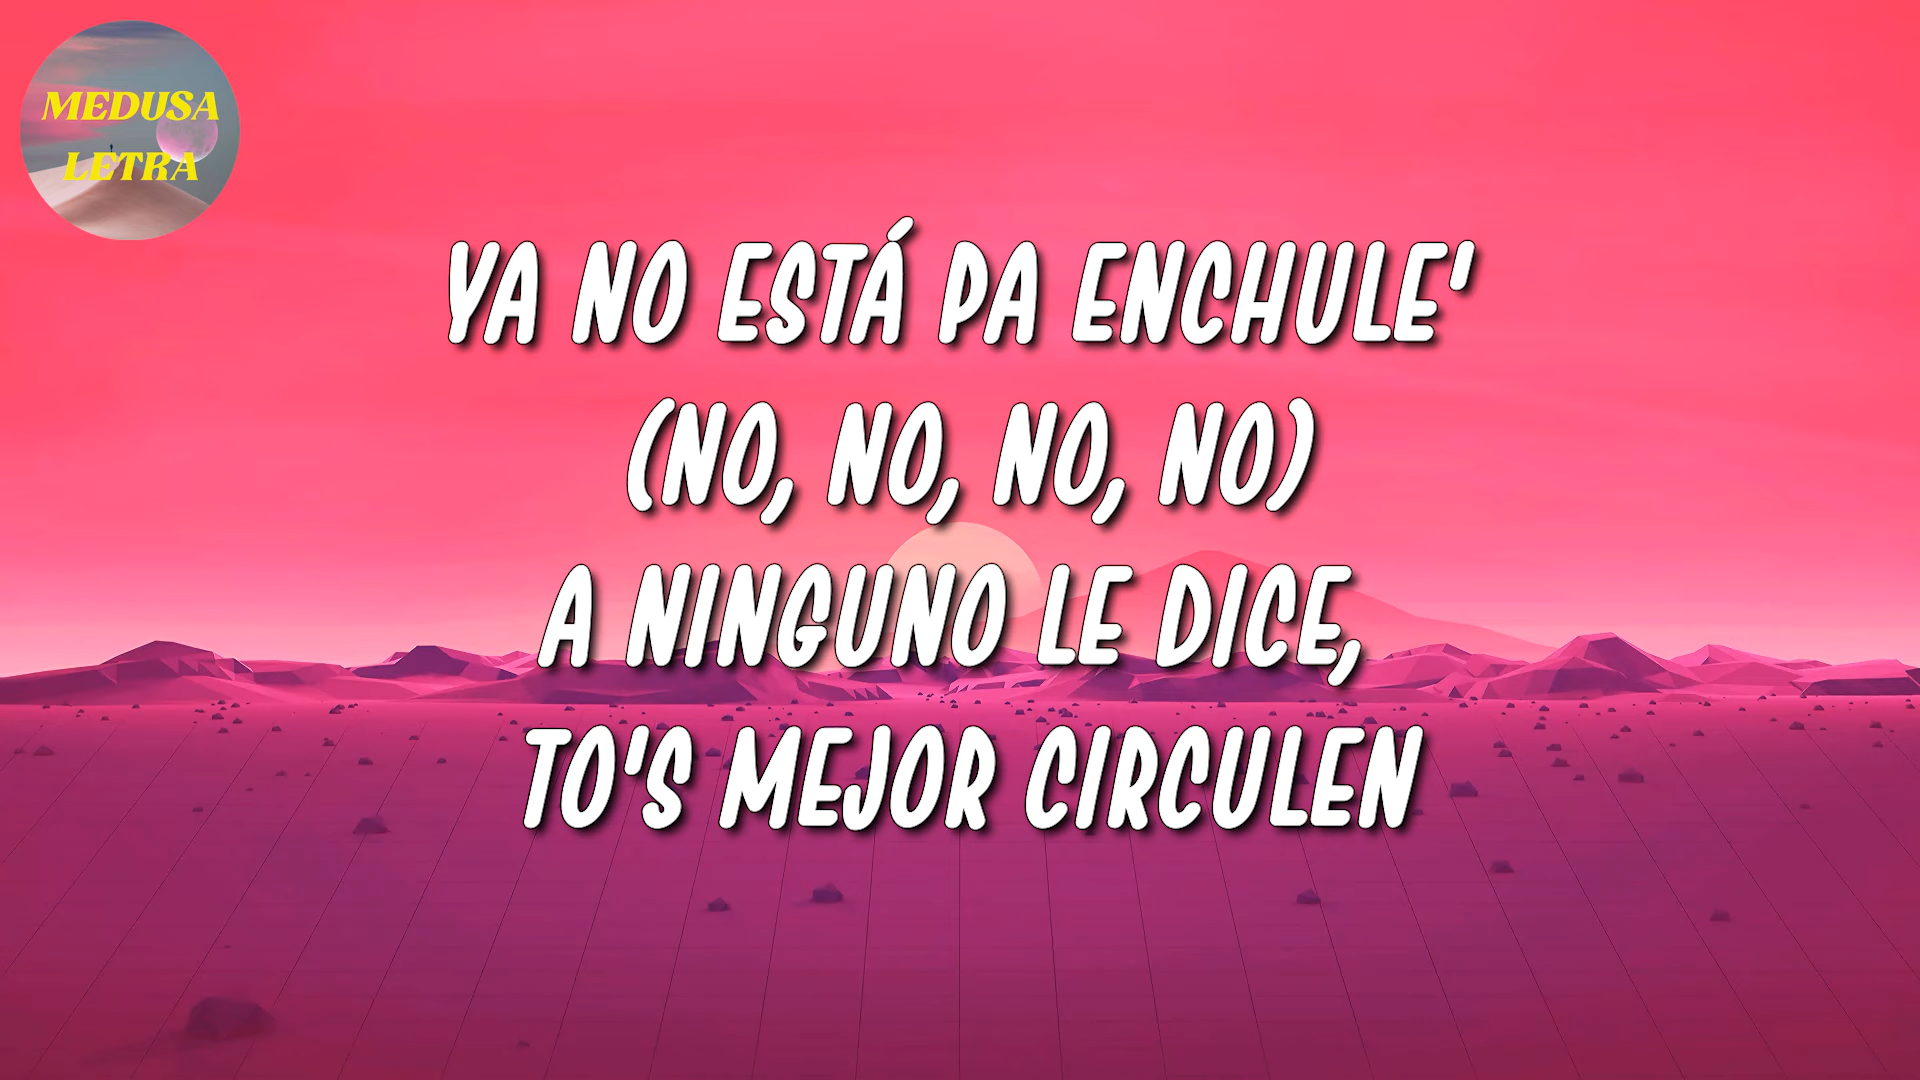 MEDUSA
LETRA
YA NO ESTÁ PA ENCHULE'
(NO, NO, NO, NO)
A NINGUNO LE DICE,
TO'S MEJOR CIRCULEN